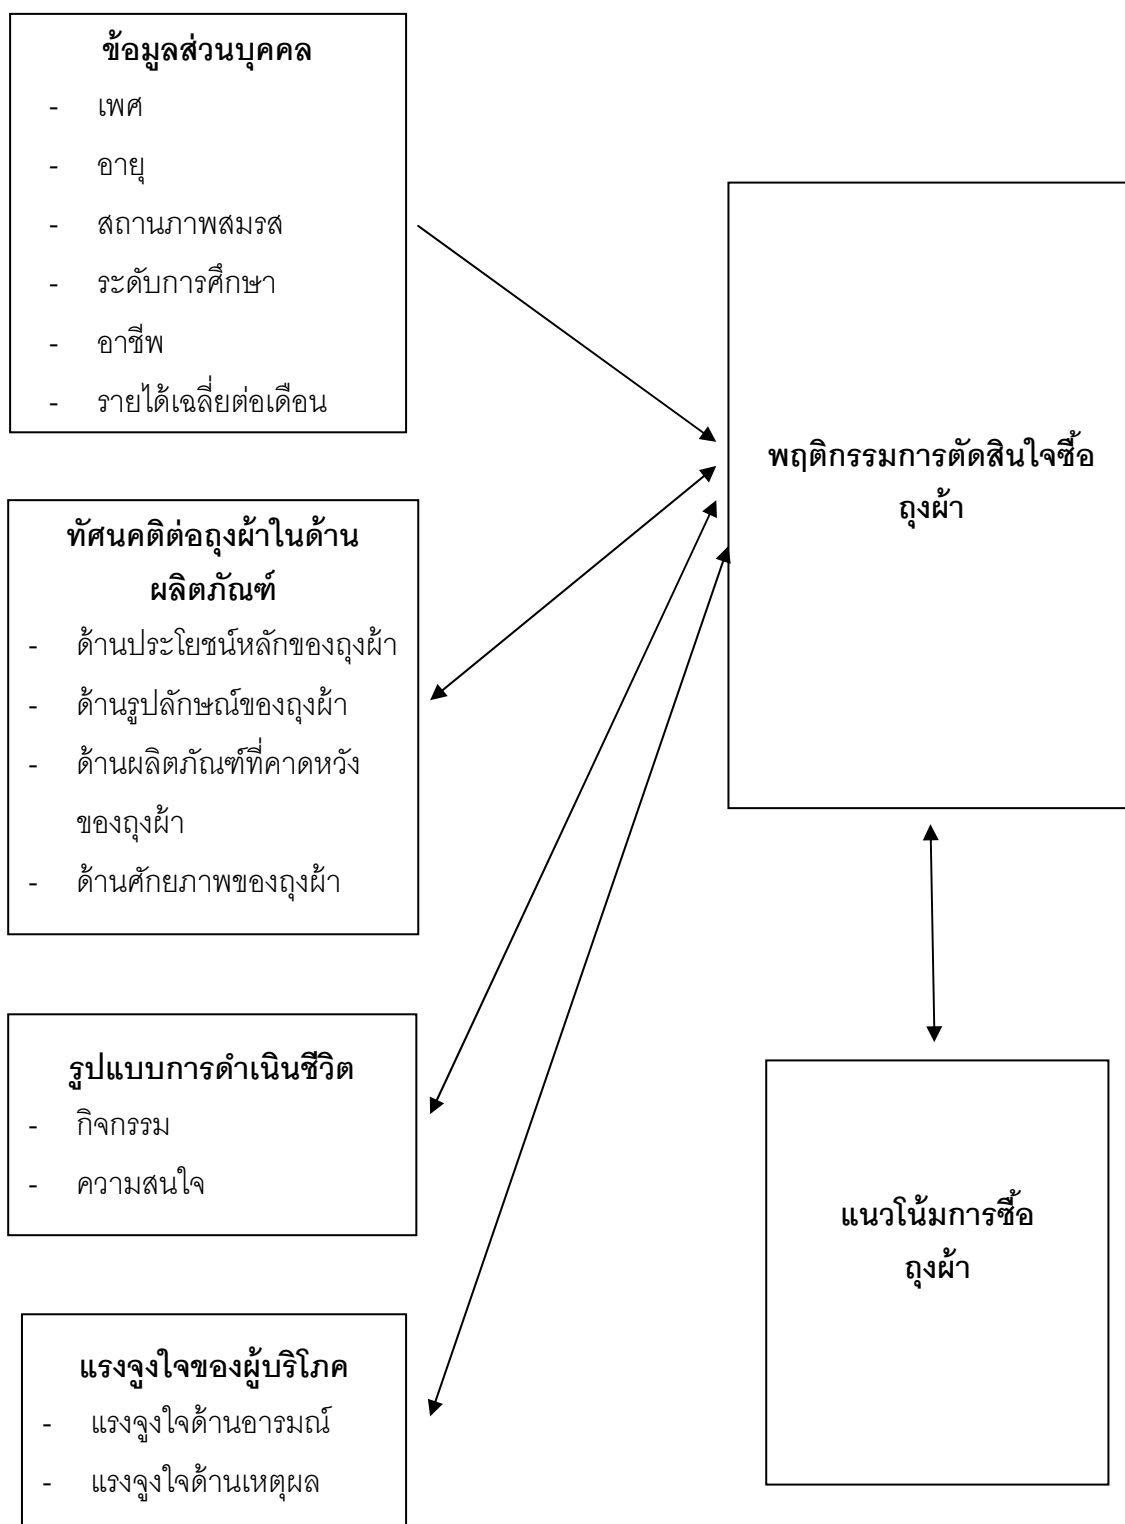 ข้อมูลส่วนบุคคล
- เพศ
- อายุ
- สถานภาพสมรส
- ระดับการศึกษา
- อาชีพ
- รายได้เฉลี่ยต่อเดือน
ทัศนคติต่อถุงผ้าในด้าน
ผลิตภัณฑ์
- ด้านประโยชน์หลักของถุงผ้า
- ด้านรูปลักษณ์ของถุงผ้า
- ด้านผลิตภัณฑ์ที่คาดหวัง
ของถุงผ้า
- ด้านศักยภาพของถุงผ้า
รูปแบบการดำเนินชีวิต
- กิจกรรม
- ความสนใจ
แรงจูงใจของผู้บริโภค
- แรงจูงใจด้านอารมณ์
- แรงจูงใจด้านเหตุผล
พฤติกรรมการตัดสินใจซื้อ
ถุงผ้า
แนวโน้มการซื้อ
ถุงผ้า